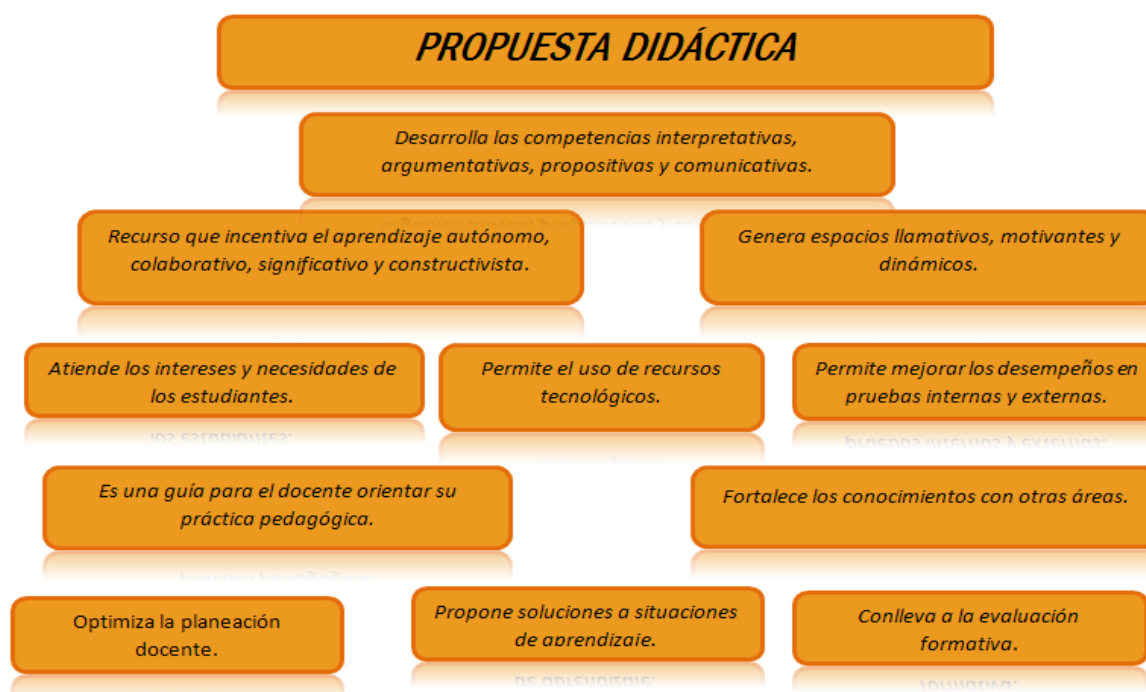 PROPUESTA DIDÁCTICA
Desarrolla las competencias interpretativas,
argumentativas, propositivas y comunicativas.
Recurso que incentiva el aprendizaje autónomo,
colaborativo, significativo y constructivista.
Genera espacios llamativos, motivantes y
dinámicos.
Atiende los intereses y necesidades de
los estudiantes.
Permite el uso de recursos
tecnológicos.
Permite mejorar los desempeños en
pruebas internas y externas.
Es una guía para el docente orientar su
práctica pedagógica.
Fortalece los conocimientos con otras áreas.
Optimiza la planeación
docente.
Propone soluciones a situaciones
de aprendizaje.
Conlleva a la evaluación
formativa.